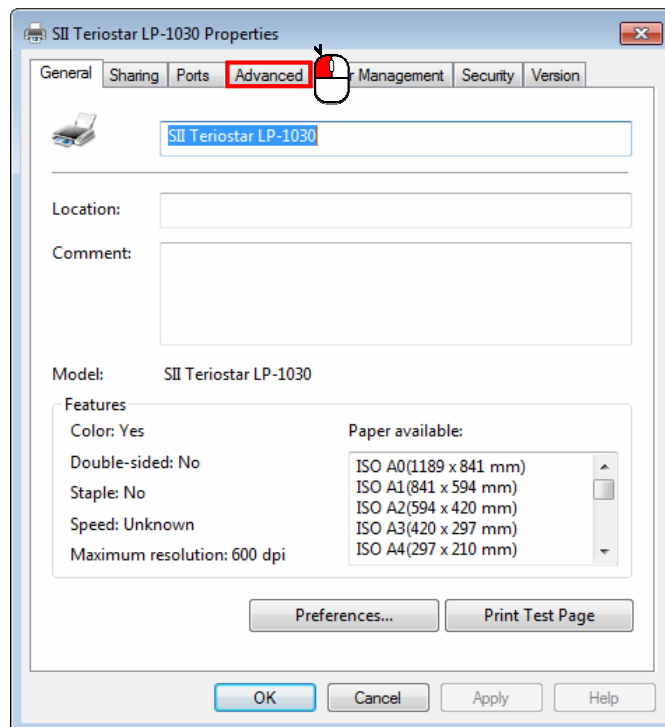 SII Teriostar LP-1030 Properties
General Sharing Ports Advanced r Management Security Version
SII Teriostar LP-1030
Location:
Comment:
Model: SII Teriostar LP-1030
Features
Color: Yes
Double-sided: No
Staple: No
Speed: Unknown
Maximum resolution: 600 dpi
Paper available:
ISO A0(1189 x 841 mm)
ISO A1(841 x 594 mm)
ISO A2(594 x 420 mm)
ISO A3(420 x 297 mm)
ISO A4(297 x 210 mm)
Preferences... Print Test Page
OK Cancel Apply Help